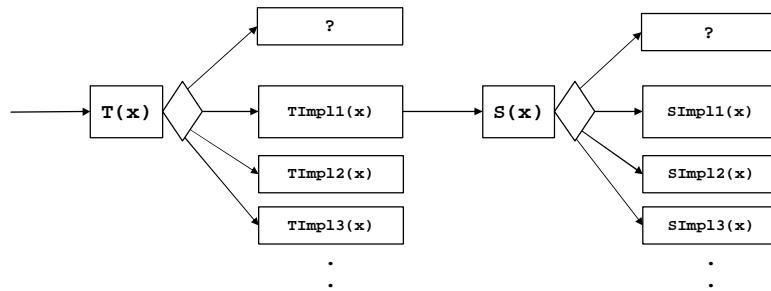 ?
?
T(x)
TImpl1(x)
S(x)
SImpl1(x)
TImpl2(x)
SImpl2(x)
TImpl3(x)
SImpl3(x)
.
.
.
.